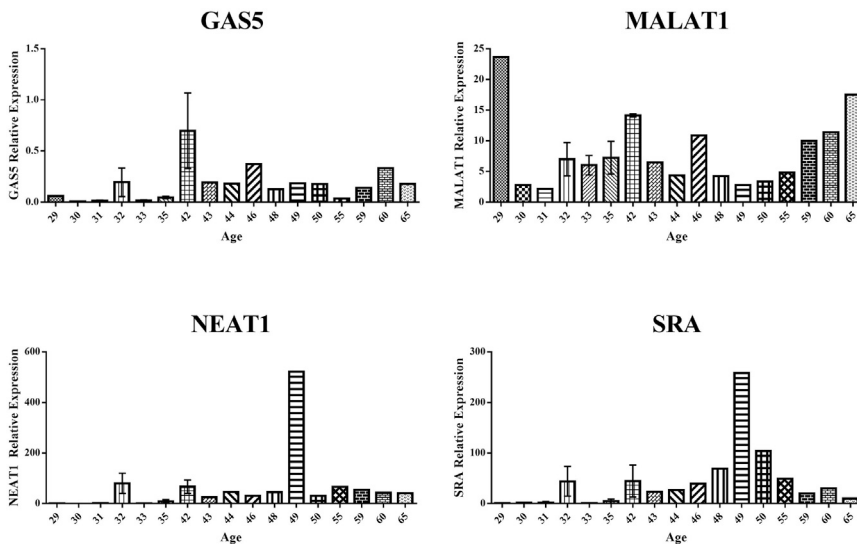 GAS5
GAS5 Relative Expression
1.5
1.0
0.5
0.0
29 30 31 32 33 35 42 43 44 46 48 49 50 55 59 60 65
Age
MALAT1
MALAT1 Relative Expression
25
20
15
10
5
0
29 30 31 32 33 35 42 43 44 46 48 49 50 55 59 60 65
Age
NEAT1
NEAT1 Relative Expression
600
400
200
0
29 30 31 32 33 35 42 43 44 46 48 49 50 55 59 60 65
Age
SRA
SRA Relative Expression
300
200
100
0
29 30 31 32 33 35 42 43 44 46 48 49 50 55 59 60 65
Age